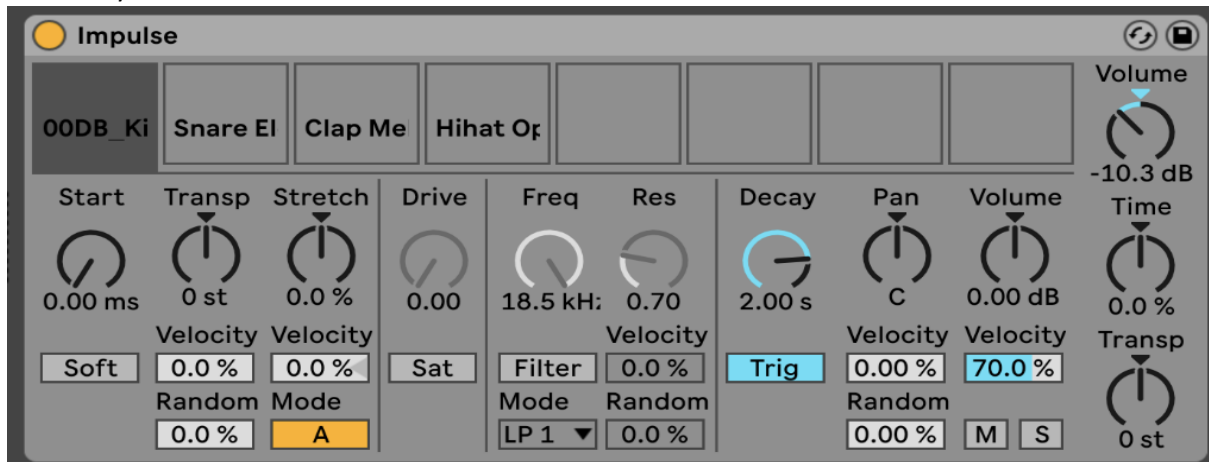 Impulse
00DB_Ki Snare El Clap Me Hihat Op
Volume
-10.3 dB
Start Transp Stretch Drive Freq Res Decay Pan Volume
Time
0.00 ms 0 st 0.0 % 0.00 18.5 kHz 0.70 2.00 s C 0.00 dB
0.0 %
Velocity Velocity Velocity Velocity Velocity
Transp
Soft 0.0 % 0.0 % Sat Filter 0.0 % Trig 0.00 % 70.0 %
Random Mode Mode Random Random
0.0 % A LP 1 0.0 % 0.00 % M S
0 st